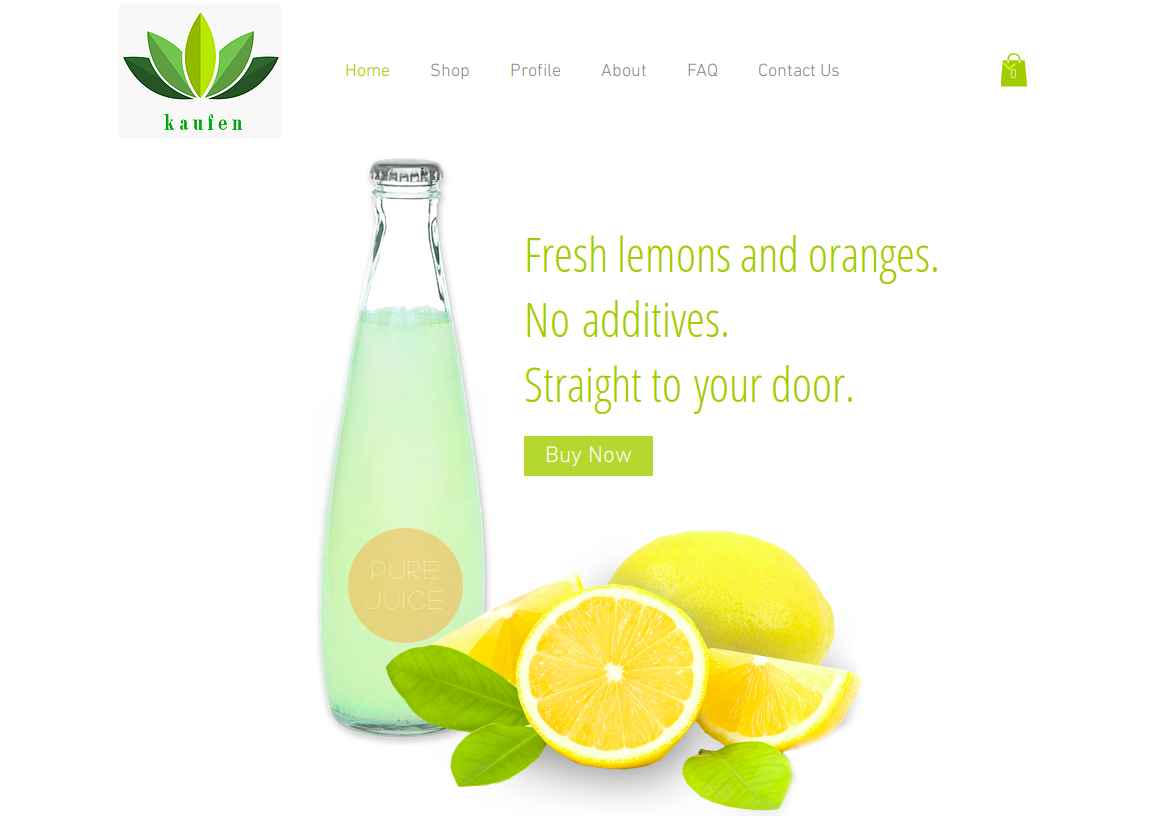 kaufen
Home Shop Profile About FAQ Contact Us
0
Fresh lemons and oranges.
No additives.
Straight to your door.
Buy Now
PURE
JUICE